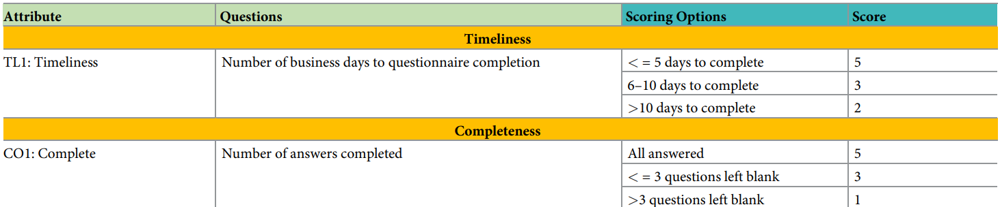 Attribute Questions Scoring Options Score
Timeliness
TL1: Timeliness Number of business days to questionnaire completion < = 5 days to complete 5
6–10 days to complete 3
>10 days to complete 2
Completeness
CO1: Complete Number of answers completed All answered 5
< = 3 questions left blank 3
>3 questions left blank 1